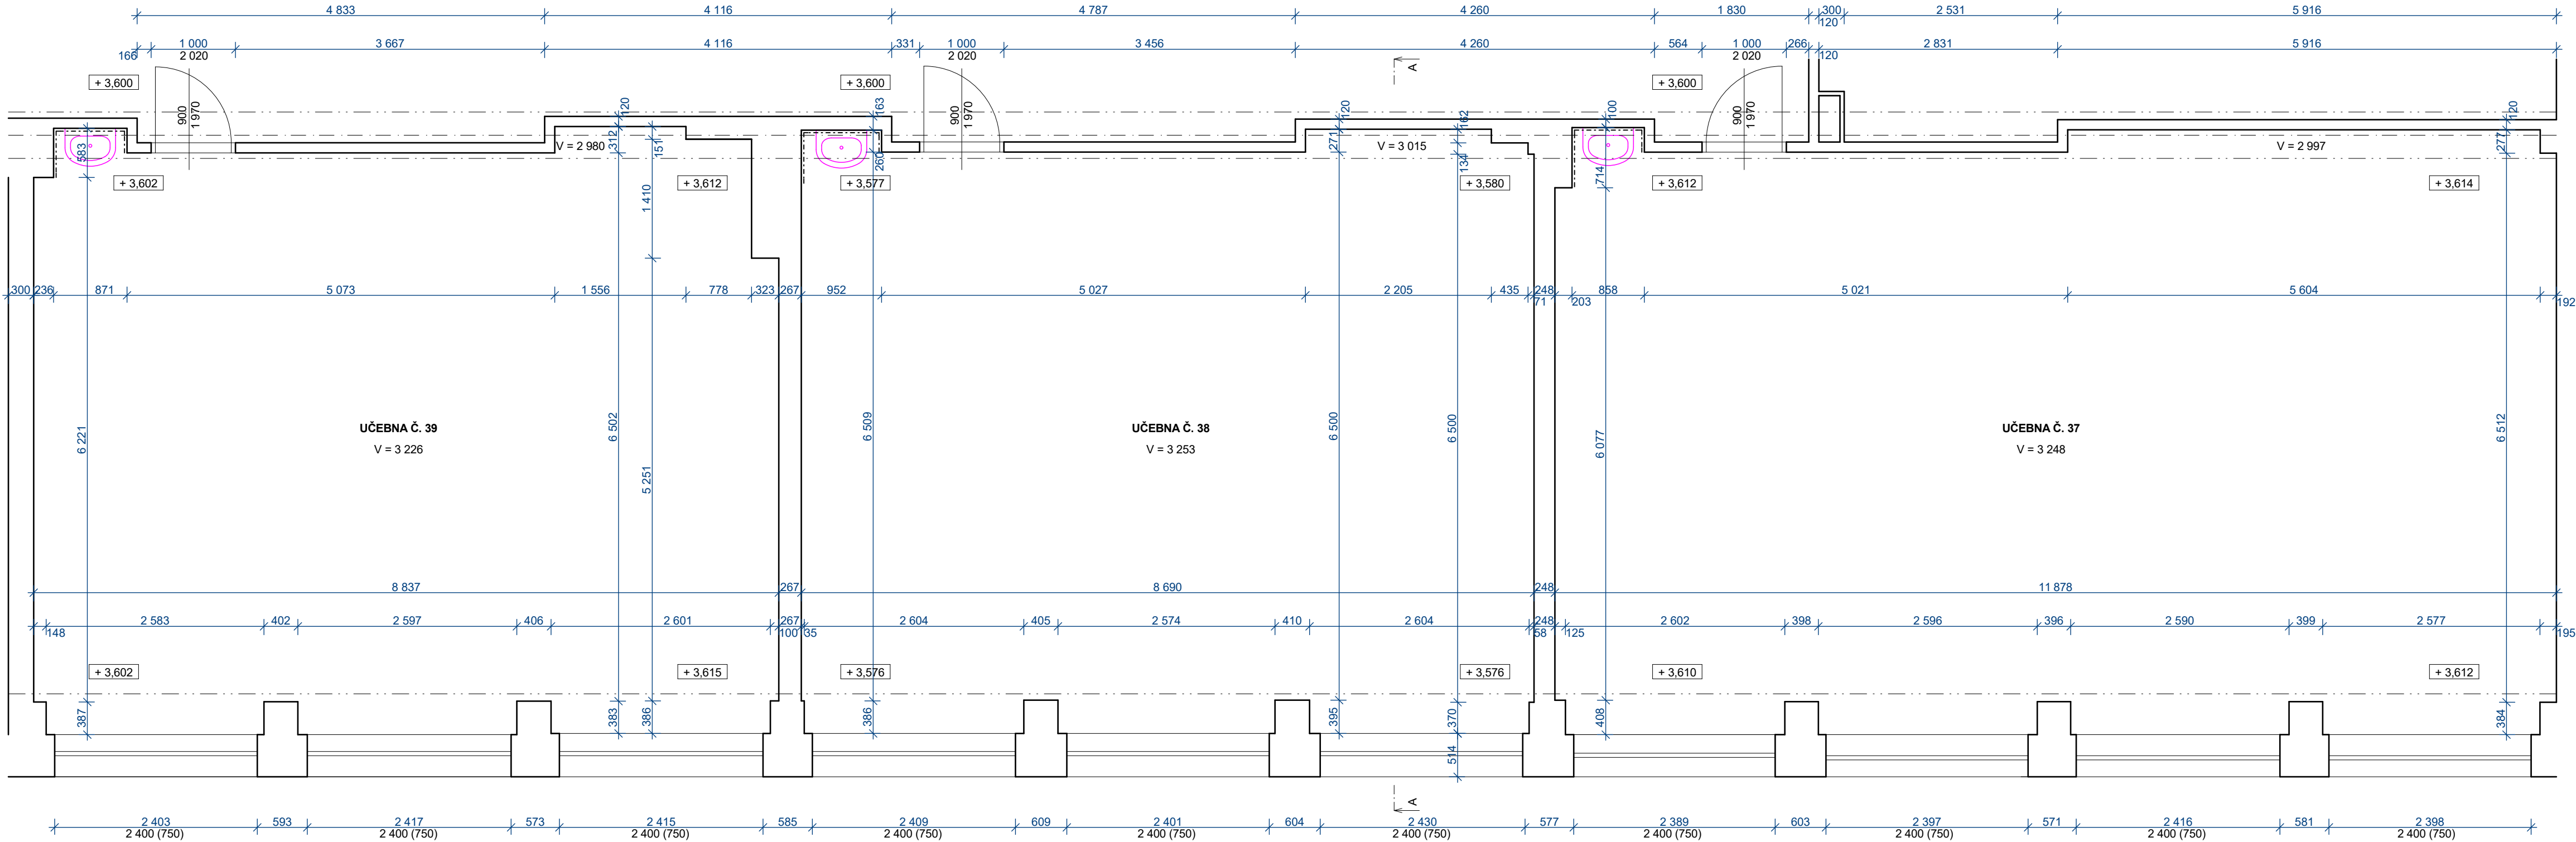 4 833 4 116 4 787 4 260 1 830 300 2 531 5 916
120
1 000 3 667 4 116 331 1 000 3 456 4 260 564 1 000 266 2 831 5 916
166 2 020 2 020 2 020 120
+ 3,600 + 3,600 A + 3,600
900 1 970 120 163 900 1 970 120 162 100 900 1 970 120
583 312 V = 2 980 151 260 271 V = 3 015 134 714 V = 2 997 277
+ 3,602 + 3,612 + 3,577 + 3,580 + 3,612 + 3,614
1 410
300 236 871 5 073 1 556 778 323 267 952 5 027 2 205 435 248 858 5 021 5 604
71 203 192
6 221 6 502 5 251 6 509 6 500 6 500 6 077 6 512
UČEBNA Č. 39 UČEBNA Č. 38 UČEBNA Č. 37
V = 3 226 V = 3 253 V = 3 248
8 837 267 8 690 248 11 878
2 583 402 2 597 406 2 601 267 2 604 405 2 574 410 2 604 248 2 602 398 2 596 396 2 590 399 2 577
148 100 35 58 125 195
+ 3,602 + 3,615 + 3,576 + 3,576 + 3,610 + 3,612
387 383 386 386 395 370 408 384
514
A
2 403 593 2 417 573 2 415 585 2 409 609 2 401 604 2 430 577 2 389 603 2 397 571 2 416 581 2 398
2 400 (750) 2 400 (750) 2 400 (750) 2 400 (750) 2 400 (750) 2 400 (750) 2 400 (750) 2 400 (750) 2 400 (750) 2 400 (750)